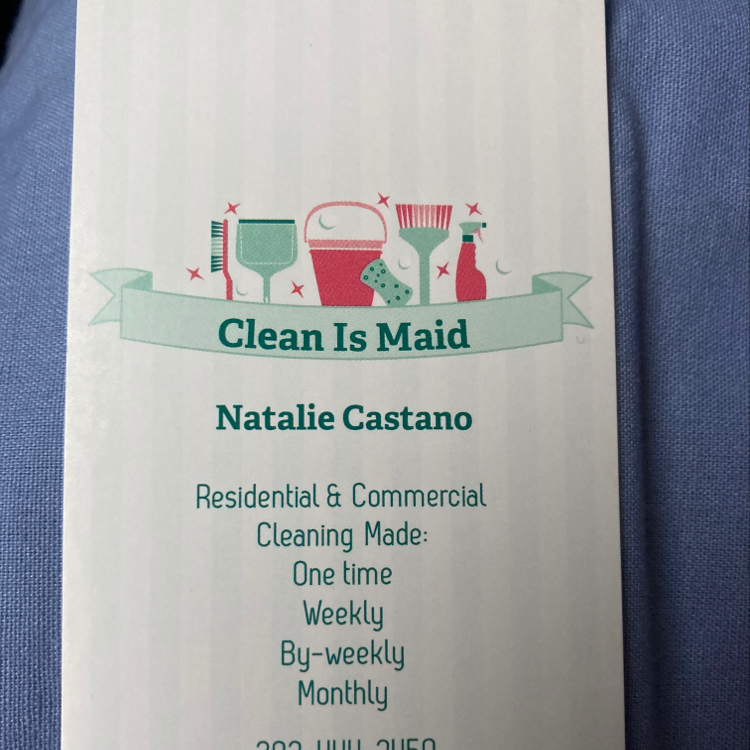 Clean Is Maid
Natalie Castano
Residential & Commercial
Cleaning Made:
One time
Weekly
By-weekly
Monthly